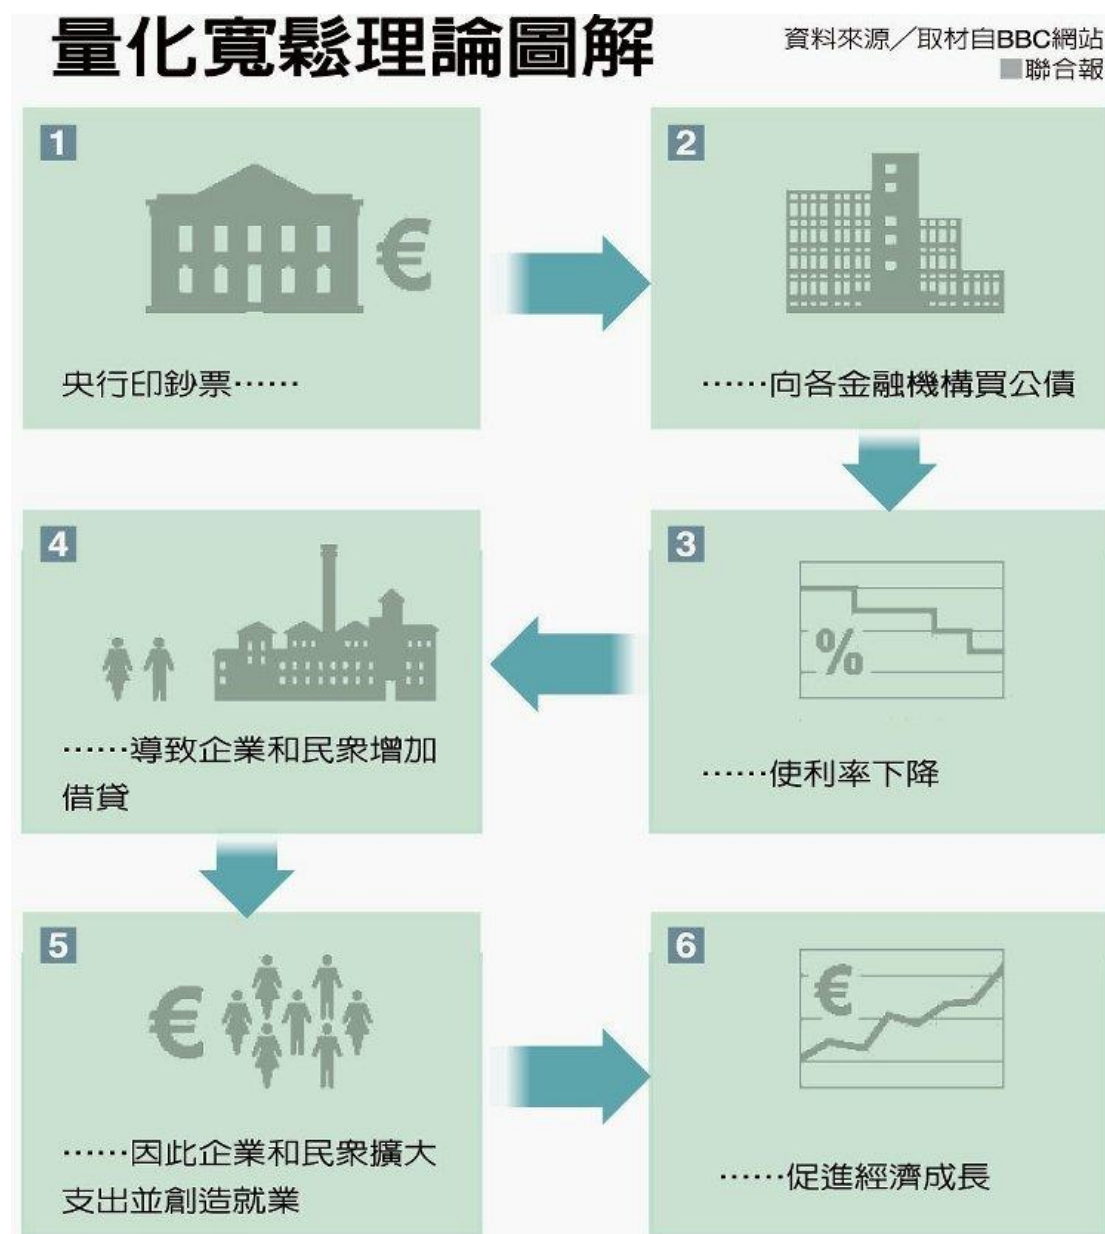 量化寬鬆理論圖解
資料來源／取材自BBC網站
聯合報
1
€
央行印鈔票……
2
……向各金融機構買公債
3
%
……使利率下降
4
……導致企業和民眾增加
借貸
5
€
……因此企業和民眾擴大
支出並創造就業
6
€
……促進經濟成長